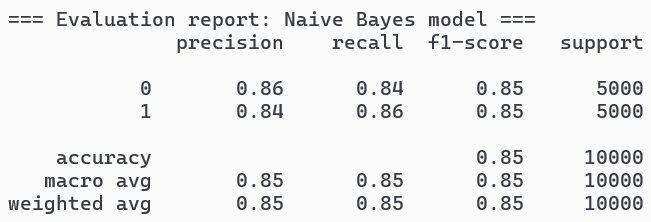 === Evaluation report: Naive Bayes model ===
precision recall f1-score support
0 0.86 0.84 0.85 5000
1 0.84 0.86 0.85 5000
accuracy 0.85 10000
macro avg 0.85 0.85 0.85 10000
weighted avg 0.85 0.85 0.85 10000